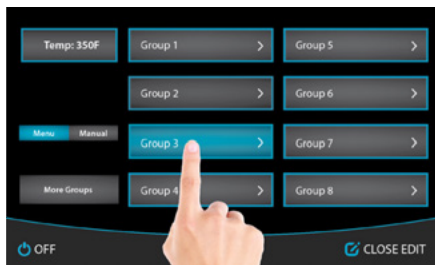 Temp: 350F
Group 1
Group 5
Group 2
Group 6
Menu Manual
Group 3
Group 7
More Groups
Group 4
Group 8
OFF
CLOSE EDIT